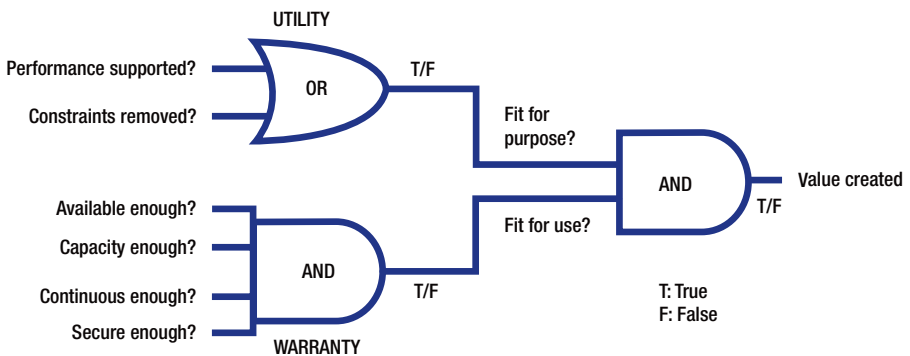 UTILITY
Performance supported?
Constraints removed?
OR
T/F
Fit for
purpose?
Available enough?
Capacity enough?
Continuous enough?
Secure enough?
AND
WARRANTY
T/F
Fit for use?
AND
T/F
Value created
T: True
F: False